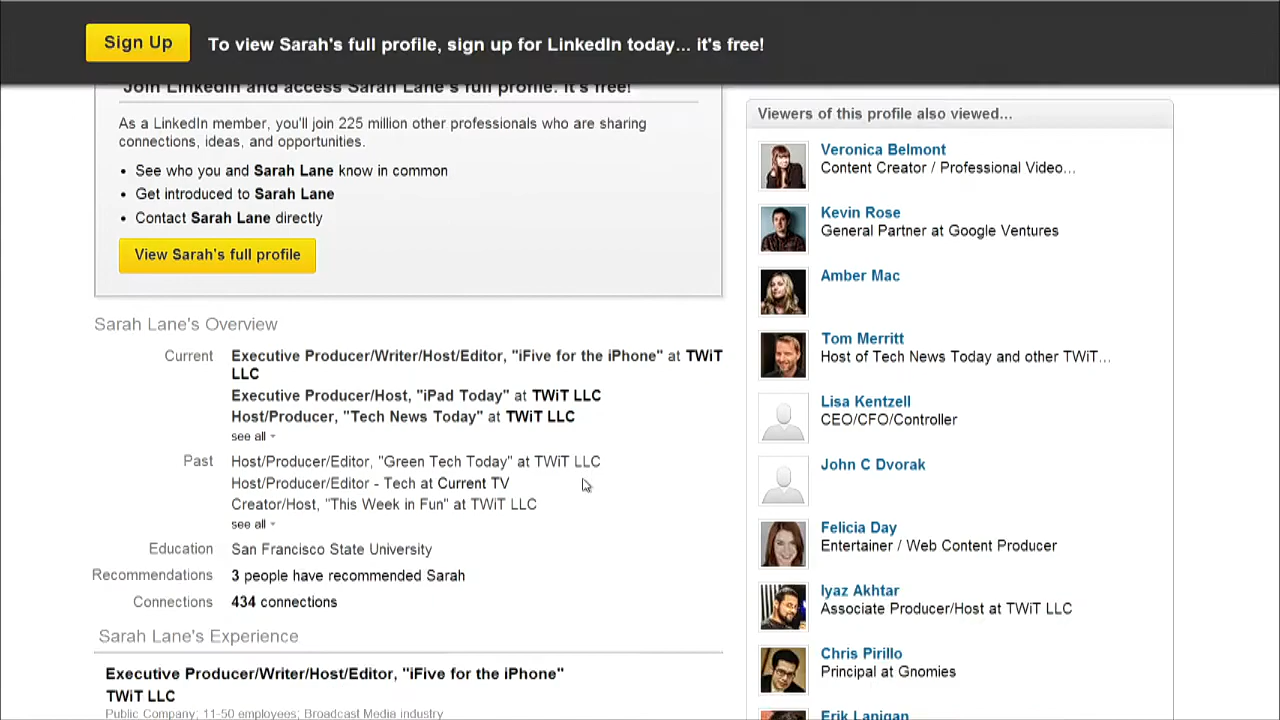 Sign Up
To view Sarah's full profile, sign up for LinkedIn today... it's free!
Join LinkedIn and access Sarah Lane's full profile. It's free!
As a LinkedIn member, you'll join 225 million other professionals who are sharing
connections, ideas, and opportunities.
• See who you and Sarah Lane know in common
• Get introduced to Sarah Lane
• Contact Sarah Lane directly
View Sarah's full profile
Sarah Lane's Overview
Current
Executive Producer/Writer/Host/Editor, "iFive for the iPhone" at TWiT
LLC
Executive Producer/Host, "iPad Today" at TWiT LLC
Host/Producer, "Tech News Today" at TWiT LLC
see all
Past
Host/Producer/Editor, "Green Tech Today" at TWiT LLC
Host/Producer/Editor - Tech at Current TV
Creator/Host, "This Week in Fun" at TWiT LLC
see all
Education San Francisco State University
Recommendations 3 people have recommended Sarah
Connections 434 connections
Sarah Lane's Experience
Executive Producer/Writer/Host/Editor, "iFive for the iPhone"
TWiT LLC
Public Company; 11-50 employees; Broadcast Media industry
Viewers of this profile also viewed...
Veronica Belmont
Content Creator / Professional Video...
Kevin Rose
General Partner at Google Ventures
Amber Mac
Tom Merritt
Host of Tech News Today and other TWiT...
Lisa Kentzell
CEO/CFO/Controller
John C Dvorak
Felicia Day
Entertainer / Web Content Producer
Iyaz Akhtar
Associate Producer/Host at TWiT LLC
Chris Pirillo
Principal at Gnomies
Erik Lanigan